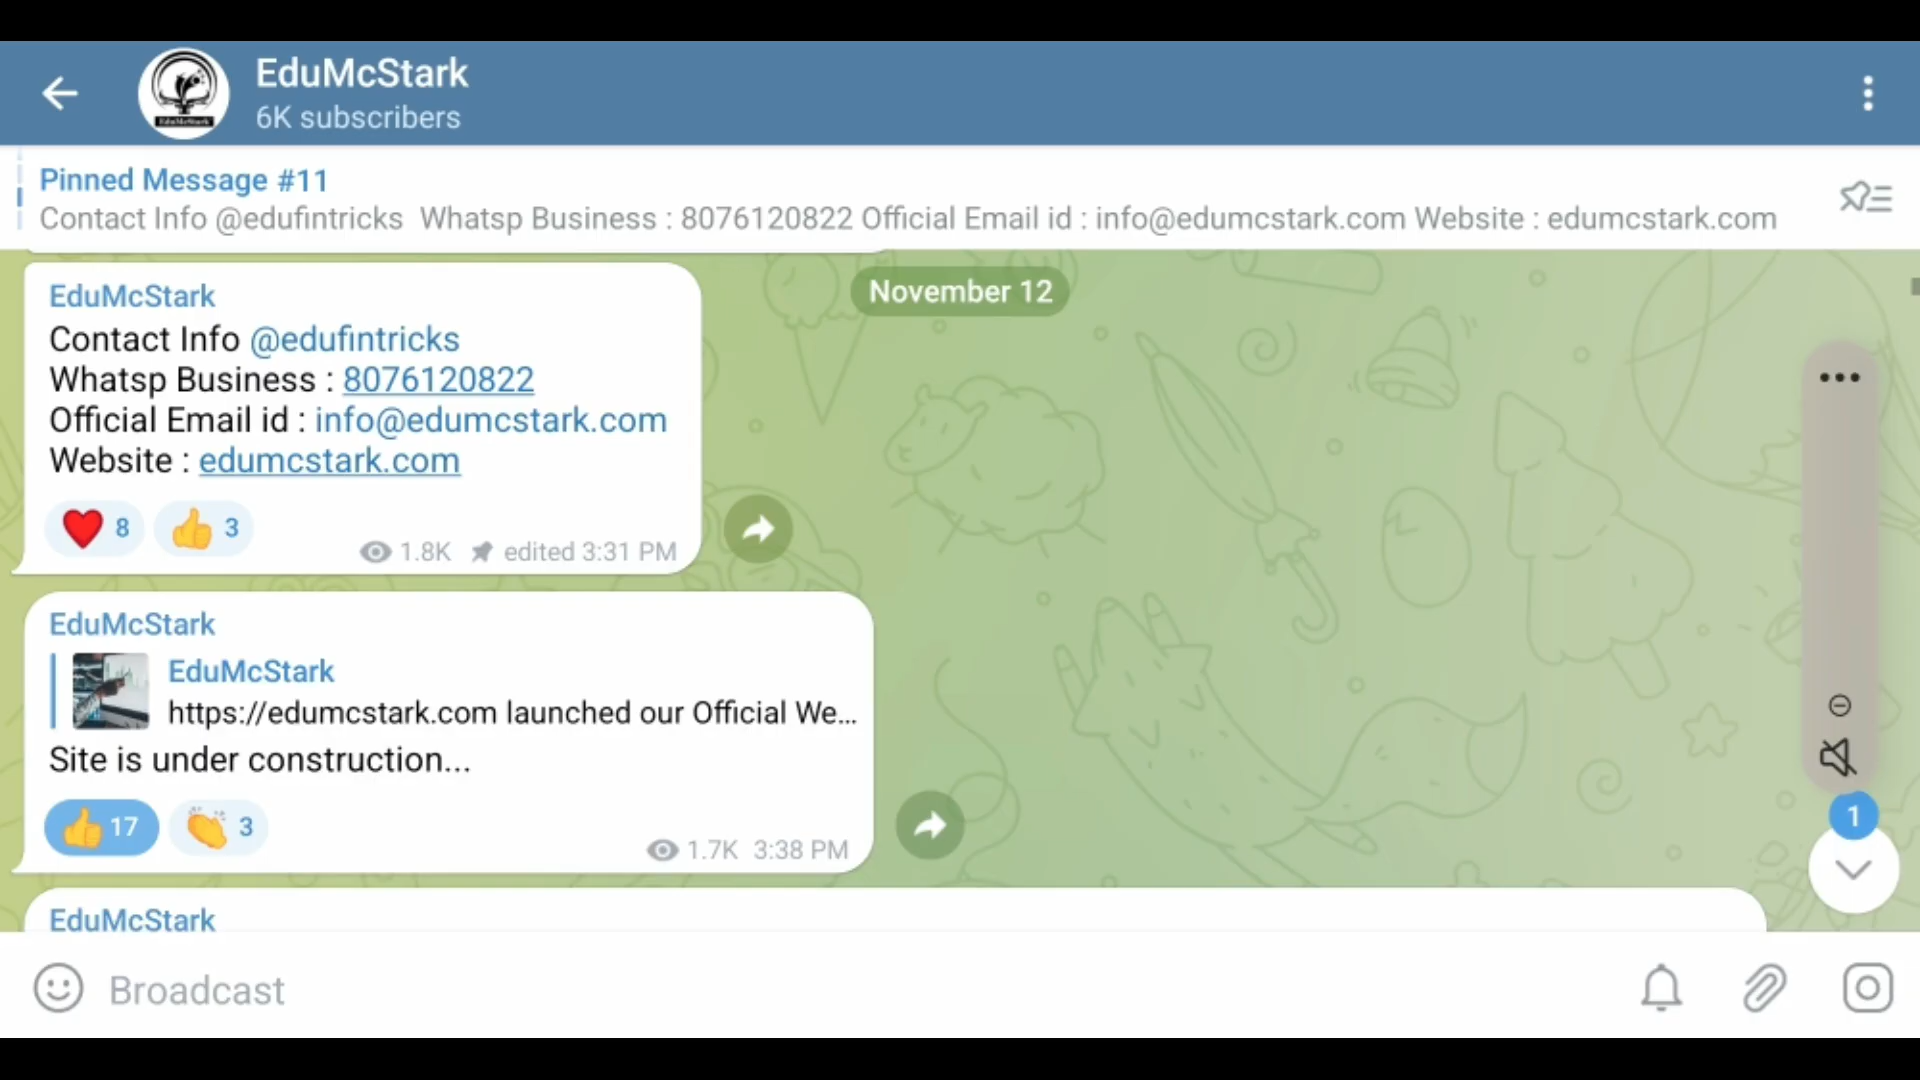 EduMcStark
6K subscribers
Pinned Message #11
Contact Info @edufintricks Whatsp Business : 8076120822 Official Email id : info@edumcstark.com Website : edumcstark.com
November 12
EduMcStark
Contact Info @edufintricks
Whatsp Business : 8076120822
Official Email id : info@edumcstark.com
Website : edumcstark.com
8 3
1.8K edited 3:31 PM
EduMcStark
EduMcStark
https://edumcstark.com launched our Official We...
Site is under construction...
17 3
1.7K 3:38 PM
1
EduMcStark
Broadcast